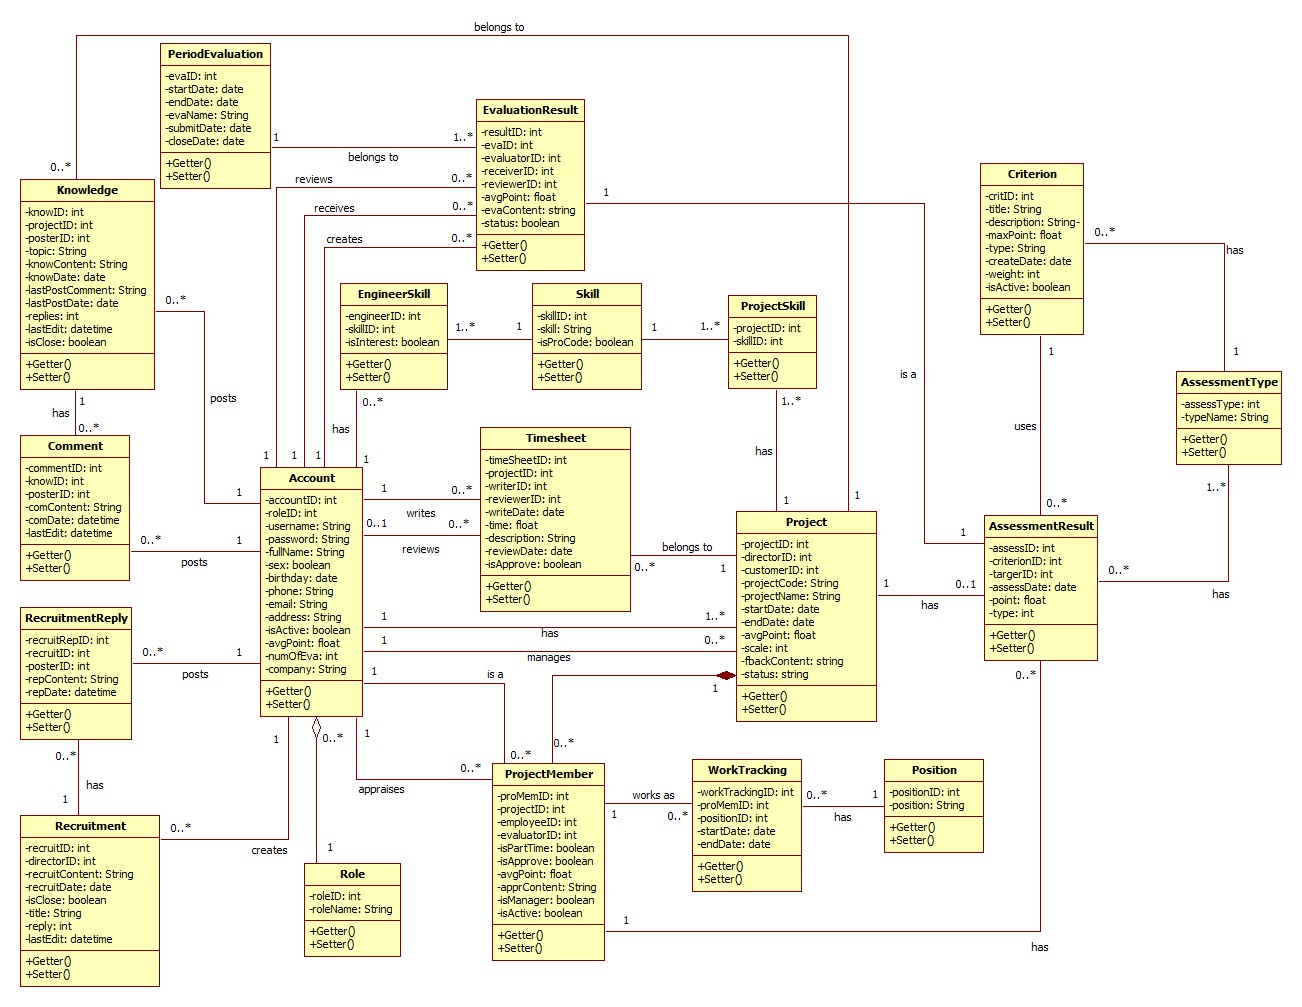 belongs to
PeriodEvaluation
-evaID: int
-startDate: date
-endDate: date
-evaName: String
-submitDate: date
-closeDate: date
+Getter()
+Setter()
1
1..*
belongs to
EvaluationResult
-resultID: int
-evaID: int
-evaluatorID: int
-receiverID: int
-reviewerID: int
-avgPoint: float
-evaContent: string
-status: boolean
+Getter()
+Setter()
reviews
0..*
receives
0..*
creates
0..*
1
0..*
Knowledge
-knowID: int
-projectID: int
-posterID: int
-topic: String
-knowContent: String
-knowDate: date
-lastPostComment: String
-lastPostDate: date
-replies: int
-lastEdit: datetime
-isClose: boolean
+Getter()
+Setter()
0..*
posts
1
Criterion
-critID: int
-title: String
-description: String-
-maxPoint: float
-type: String
-createDate: date
-weight: int
-isActive: boolean
+Getter()
+Setter()
0..*
has
1
EngineerSkill
-engineerID: int
-skillID: int
-isInterest: boolean
+Getter()
+Setter()
1..*
1
Skill
-skillID: int
-skill: String
-isProCode: boolean
+Getter()
+Setter()
1
1..*
ProjectSkill
-projectID: int
-skillID: int
+Getter()
+Setter()
1..*
has
1
1
is a
1
1
uses
0..*
AssessmentType
-assessType: int
-typeName: String
+Getter()
+Setter()
1..*
has
0..*
1
has
0..*
Comment
-commentID: int
-knowID: int
-posterID: int
-comContent: String
-comDate: datetime
-lastEdit: datetime
+Getter()
+Setter()
0..*
1
posts
0..*
has
1
1
1
1
Account
-accountID: int
-roleID: int
-username: String
-password: String
-fullName: String
-sex: boolean
-birthday: date
-phone: String
-email: String
-address: String
-isActive: boolean
-avgPoint: float
-numOfEva: int
-company: String
+Getter()
+Setter()
1
0..*
writes
0..1
0..*
reviews
Timesheet
-timeSheetID: int
-projectID: int
-writerID: int
-reviewerID: int
-writeDate: date
-time: float
-description: String
-reviewDate: date
-isApprove: boolean
+Getter()
+Setter()
belongs to
0..*
1
Project
-projectID: int
-directorID: int
-customerID: int
-projectCode: String
-projectName: String
-startDate: date
-endDate: date
-avgPoint: float
-scale: int
-fbackContent: string
-status: string
+Getter()
+Setter()
1
0..1
has
AssessmentResult
-assessID: int
-criterionID: int
-targerID: int
-assessDate: date
-point: float
-type: int
+Getter()
+Setter()
0..*
1
1..*
has
1
0..*
manages
1
is a
0..*
1
0..*
RecruitmentReply
-recruitRepID: int
-recruitID: int
-posterID: int
-repContent: String
-repDate: datetime
+Getter()
+Setter()
0..*
1
posts
0..*
has
1
1
0..*
1
0..*
appraises
Recruitment
-recruitID: int
-directorID: int
-recruitContent: String
-recruitDate: date
-isClose: boolean
-title: String
-reply: int
-lastEdit: datetime
+Getter()
+Setter()
0..*
creates
1
Role
-roleID: int
-roleName: String
+Getter()
+Setter()
ProjectMember
-proMemID: int
-projectID: int
-employeeID: int
-evaluatorID: int
-isPartTime: boolean
-isApprove: boolean
-avgPoint: float
-apprContent: String
-isManager: boolean
-isActive: boolean
+Getter()
+Setter()
works as
1
0..*
WorkTracking
-workTrackingID: int
-proMemID: int
-positionID: int
-startDate: date
-endDate: date
+Getter()
+Setter()
0..*
1
has
Position
-positionID: int
-position: String
+Getter()
+Setter()
1
has